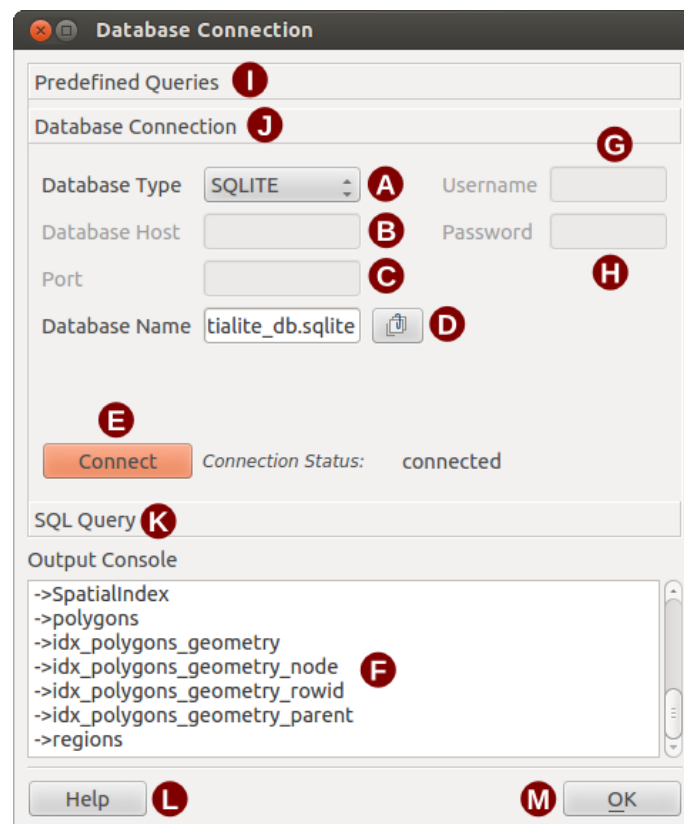 Database Connection
Predefined Queries I
Database Connection J
G
Database Type SQLITE A Username
Database Host B Password
Port C H
Database Name tialite_db.sqlite D
E
Connect Connection Status: connected
SQL Query K
Output Console
->SpatialIndex
->polygons
->idx_polygons_geometry
->idx_polygons_geometry_node
F
->idx_polygons_geometry_rowid
->idx_polygons_geometry_parent
->regions
Help L M OK